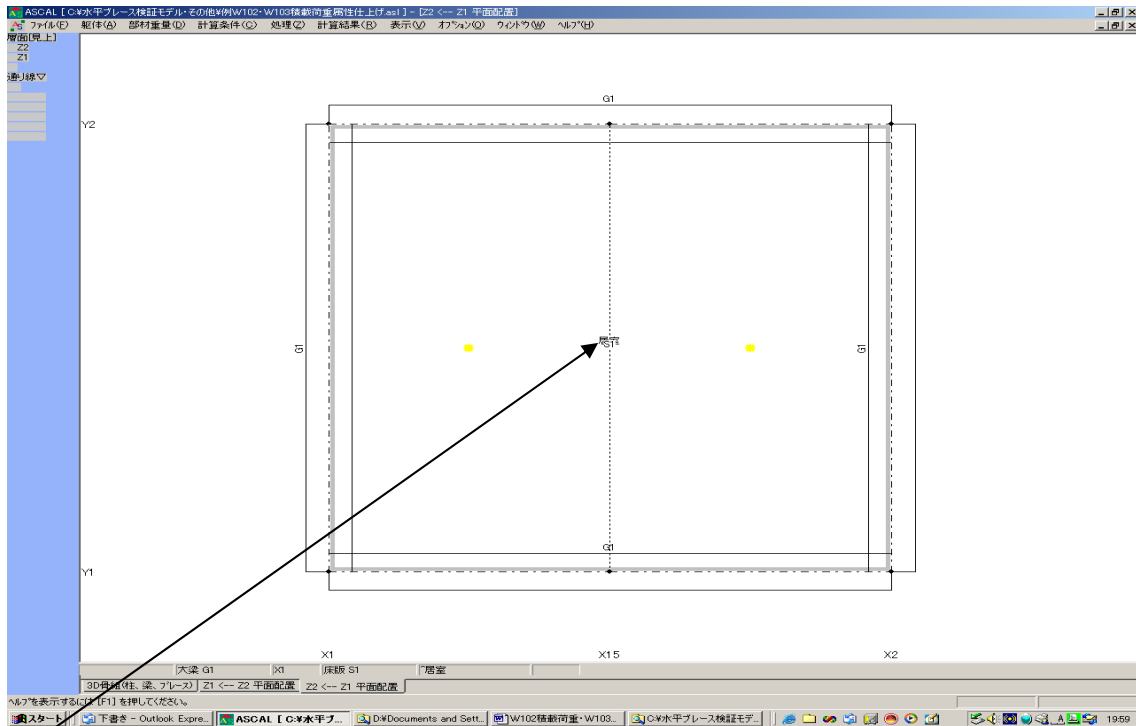 ASCAL [ C:¥水平ブレース検証モデル・その他¥例W102・W103積載荷重属性仕上げ.asl ] - [Z2 <-- Z1 平面配置]
ファイル(F) 躯体(A) 部材重量(D) 計算条件(C) 処理(Z) 計算結果(R) 表示(V) オプション(O) ウィンドウ(W) ヘルプ(H)
層面[見上]
Z2
Z1
通り線▽
G1
Y2
G1
居室
S1
G1
G1
Y1
X1 X15 X2
大梁 G1 X1 床版 S1 居室
3D骨組(柱、梁、ブレース) Z1 <-- Z2 平面配置 Z2 <-- Z1 平面配置
ヘルプを表示するには [F1] を押してください。
スタート 下書き - Outlook Expre... ASCAL [ C:¥水平ブ... D:¥Documents and Sett... W102積載荷重・W103... C:¥水平ブレース検証モデ... 19:59